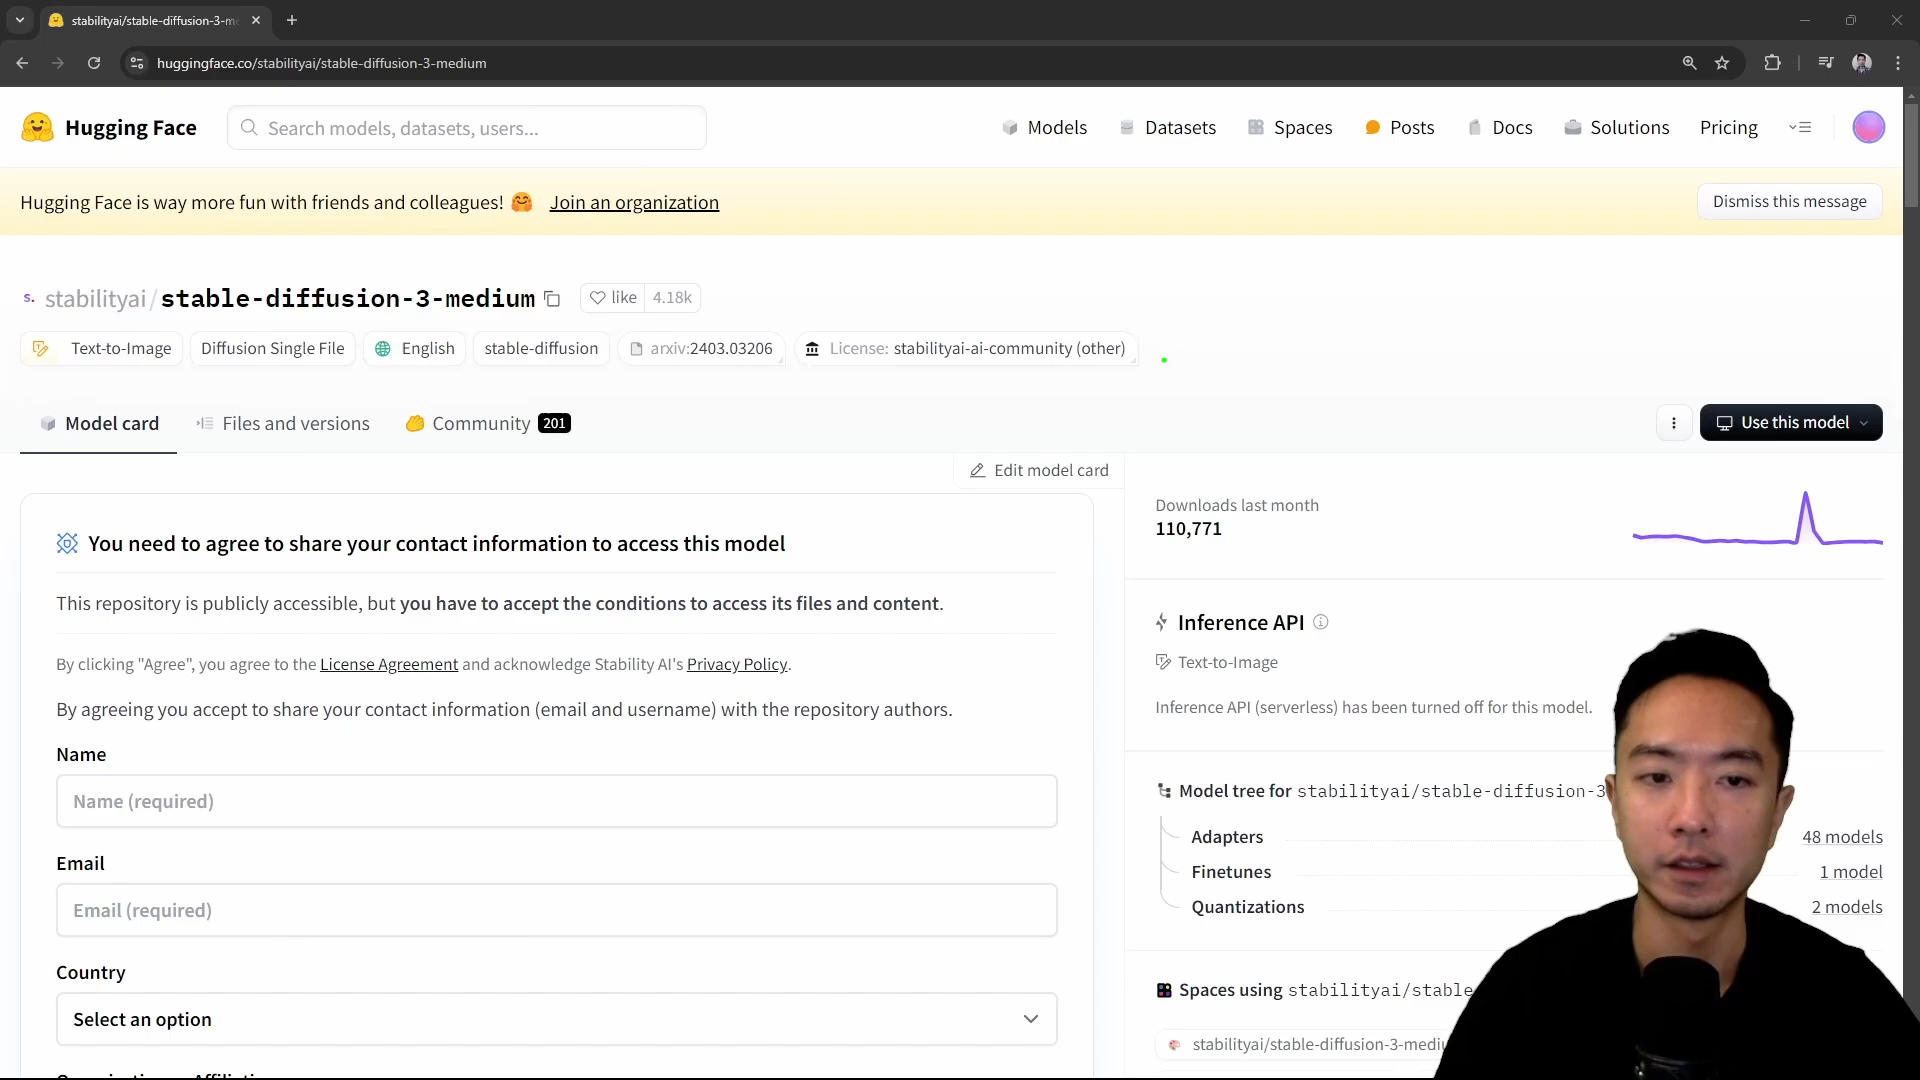 stabilityai/stable-diffusion-3-m
huggingface.co/stabilityai/stable-diffusion-3-medium
Hugging Face
Search models, datasets, users...
Models
Datasets
Spaces
Posts
Docs
Solutions
Pricing
Hugging Face is way more fun with friends and colleagues! 🤗 Join an organization
Dismiss this message
s. stabilityai/stable-diffusion-3-medium
like 4.18k
Text-to-Image
Diffusion Single File
English
stable-diffusion
arxiv:2403.03206
License: stabilityai-ai-community (other)
Model card
Files and versions
Community 201
Use this model
Edit model card
You need to agree to share your contact information to access this model
This repository is publicly accessible, but you have to accept the conditions to access its files and content.
By clicking "Agree", you agree to the License Agreement and acknowledge Stability AI's Privacy Policy.
By agreeing you accept to share your contact information (email and username) with the repository authors.
Name
Name (required)
Email
Email (required)
Country
Select an option
Downloads last month
110,771
Inference API
Text-to-Image
Inference API (serverless) has been turned off for this model.
Model tree for stabilityai/stable-diffusion-3
Adapters 48 models
Finetunes 1 model
Quantizations 2 models
Spaces using stabilityai/stable
stabilityai/stable-diffusion-3-mediu